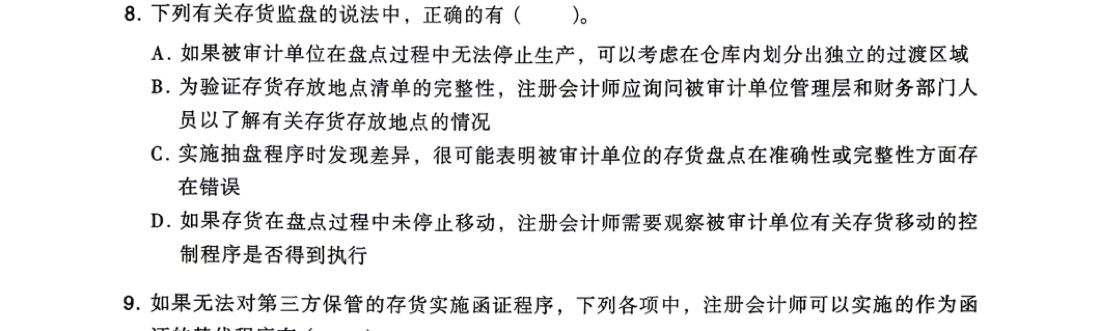 8. 下列有关存货监盘的说法中，正确的有（　　）。
A. 如果被审计单位在盘点过程中无法停止生产，可以考虑在仓库内划分出独立的过渡区域
B. 为验证存货存放地点清单的完整性，注册会计师应询问被审计单位管理层和财务部门人
员以了解有关存货存放地点的情况
C. 实施抽盘程序时发现差异，很可能表明被审计单位的存货盘点在准确性或完整性方面存
在错误
D. 如果存货在盘点过程中未停止移动，注册会计师需要观察被审计单位有关存货移动的控
制程序是否得到执行
9. 如果无法对第三方保管的存货实施函证程序，下列各项中，注册会计师可以实施的作为函